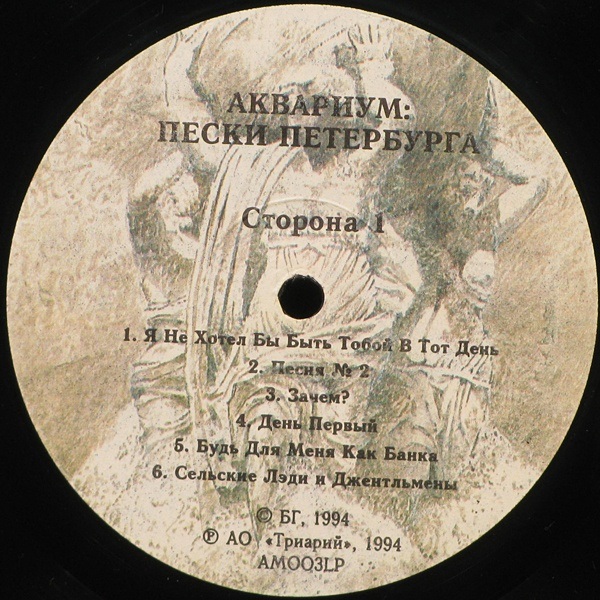 АКВАРИУМ:
ПЕСКИ ПЕТЕРБУРГА
Сторона 1
1. Я Не Хотел Бы Быть Тобой В Тот День
2. Песня № 2
3. Зачем?
4. День Первый
5. Будь Для Меня Как Банка
6. Сельские Лэди и Джентльмены
© БГ, 1994
℗ АО «Триарий», 1994
АМ003LP